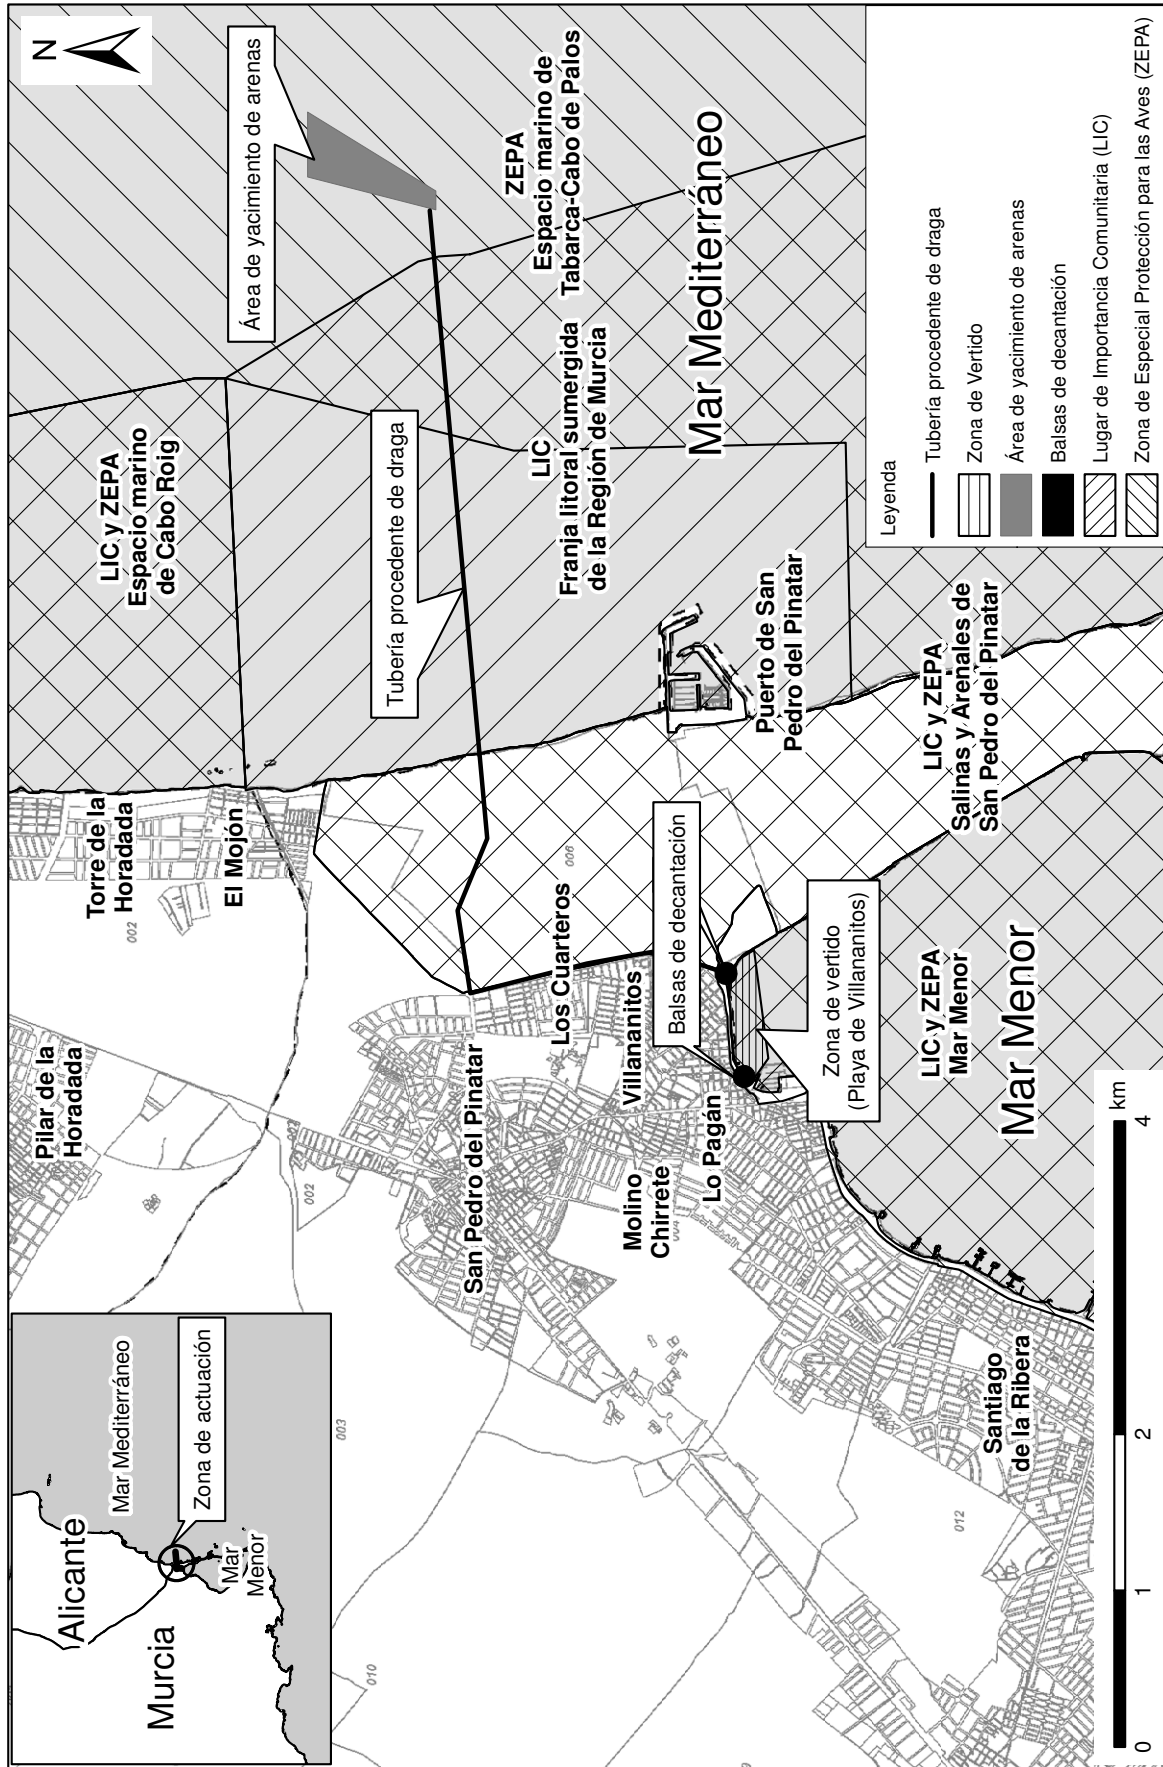 Alicante
Murcia
Mar Mediterráneo
Mar
Menor
Zona de actuación
N
Pilar de la
Horadada
Torre de la
Horadada
El Mojón
002
002
003
010
LIC y ZEPA
Espacio marino
de Cabo Roig
Área de yacimiento de arenas
Tubería procedente de draga
San Pedro del Pinatar
Los Cuarteros
006
ZEPA
Espacio marino de
Tabarca-Cabo de Palos
LIC
Franja litoral sumergida
de la Región de Murcia
Villananitos
Molino
Chirrete
004
Lo Pagán
Balsas de decantación
Mar Mediterráneo
Puerto de San
Pedro del Pinatar
Zona de vertido
(Playa de Villananitos)
LIC y ZEPA
Salinas y Arenales de
San Pedro del Pinatar
LIC y ZEPA
Mar Menor
Mar Menor
012
Santiago
de la Ribera
0
1
2
4
km
Leyenda
Tubería procedente de draga
Zona de Vertido
Área de yacimiento de arenas
Balsas de decantación
Lugar de Importancia Comunitaria (LIC)
Zona de Especial Protección para las Aves (ZEPA)